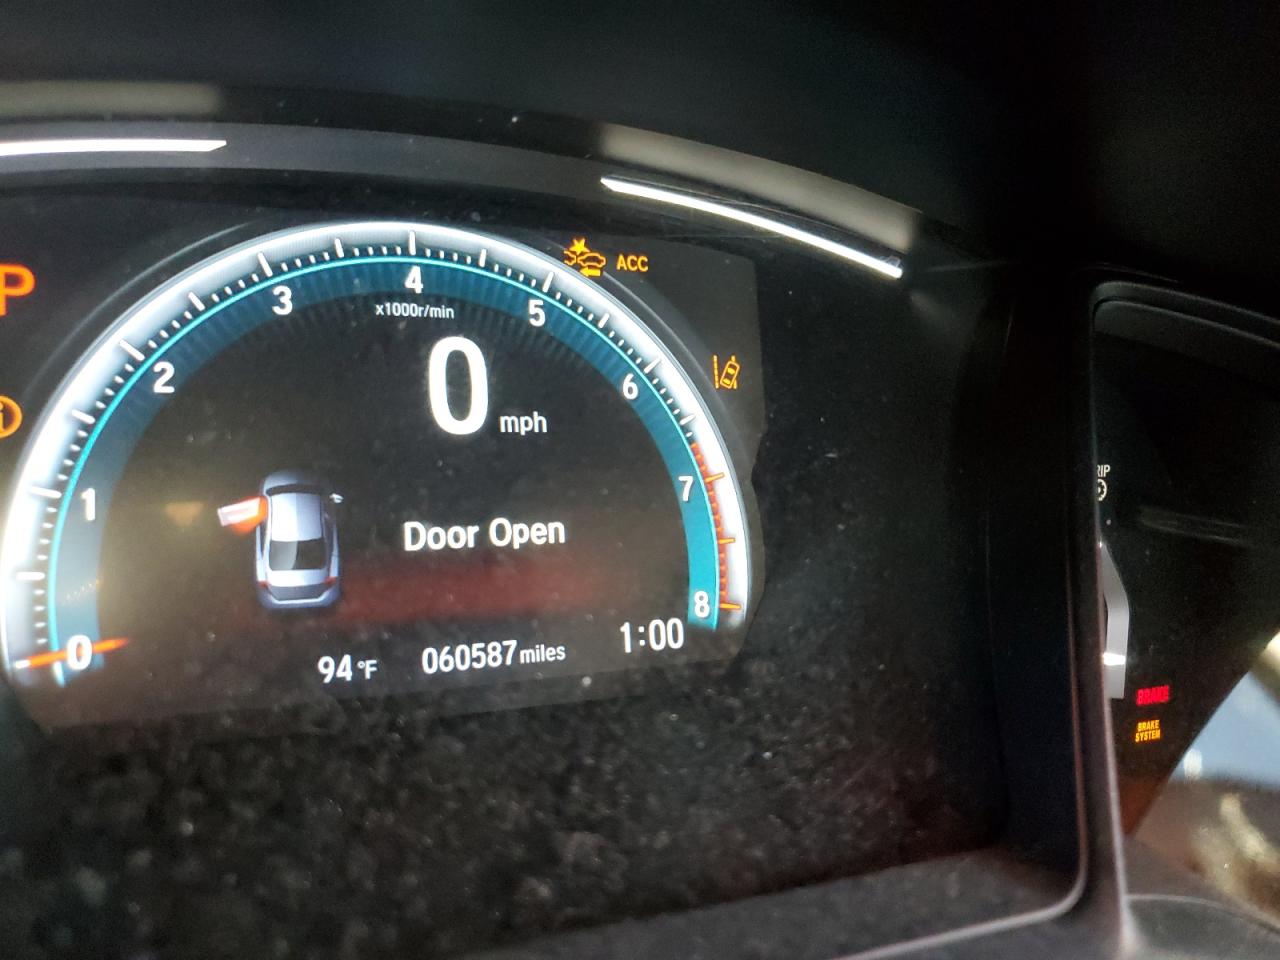 P
ACC
4
3
5
x1000r/min
2
6
0
mph
1
7
Door Open
8
0
94°F
060587 miles
1:00
BRAKE
BRAKE
SYSTEM